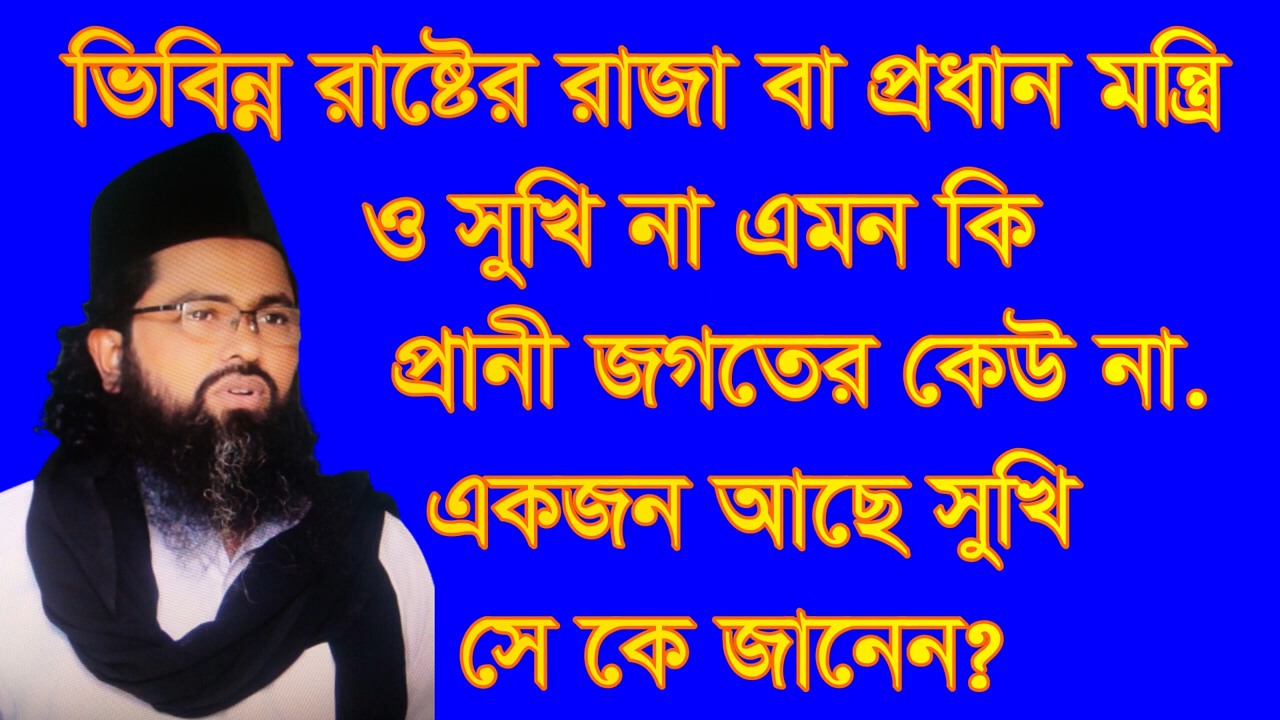 ভিবিন্ন রাষ্টের রাজা বা প্রধান মন্ত্রি
ও সুখি না এমন কি
প্রানী জগতের কেউ না.
একজন আছে সুখি
সে কে জানেন?